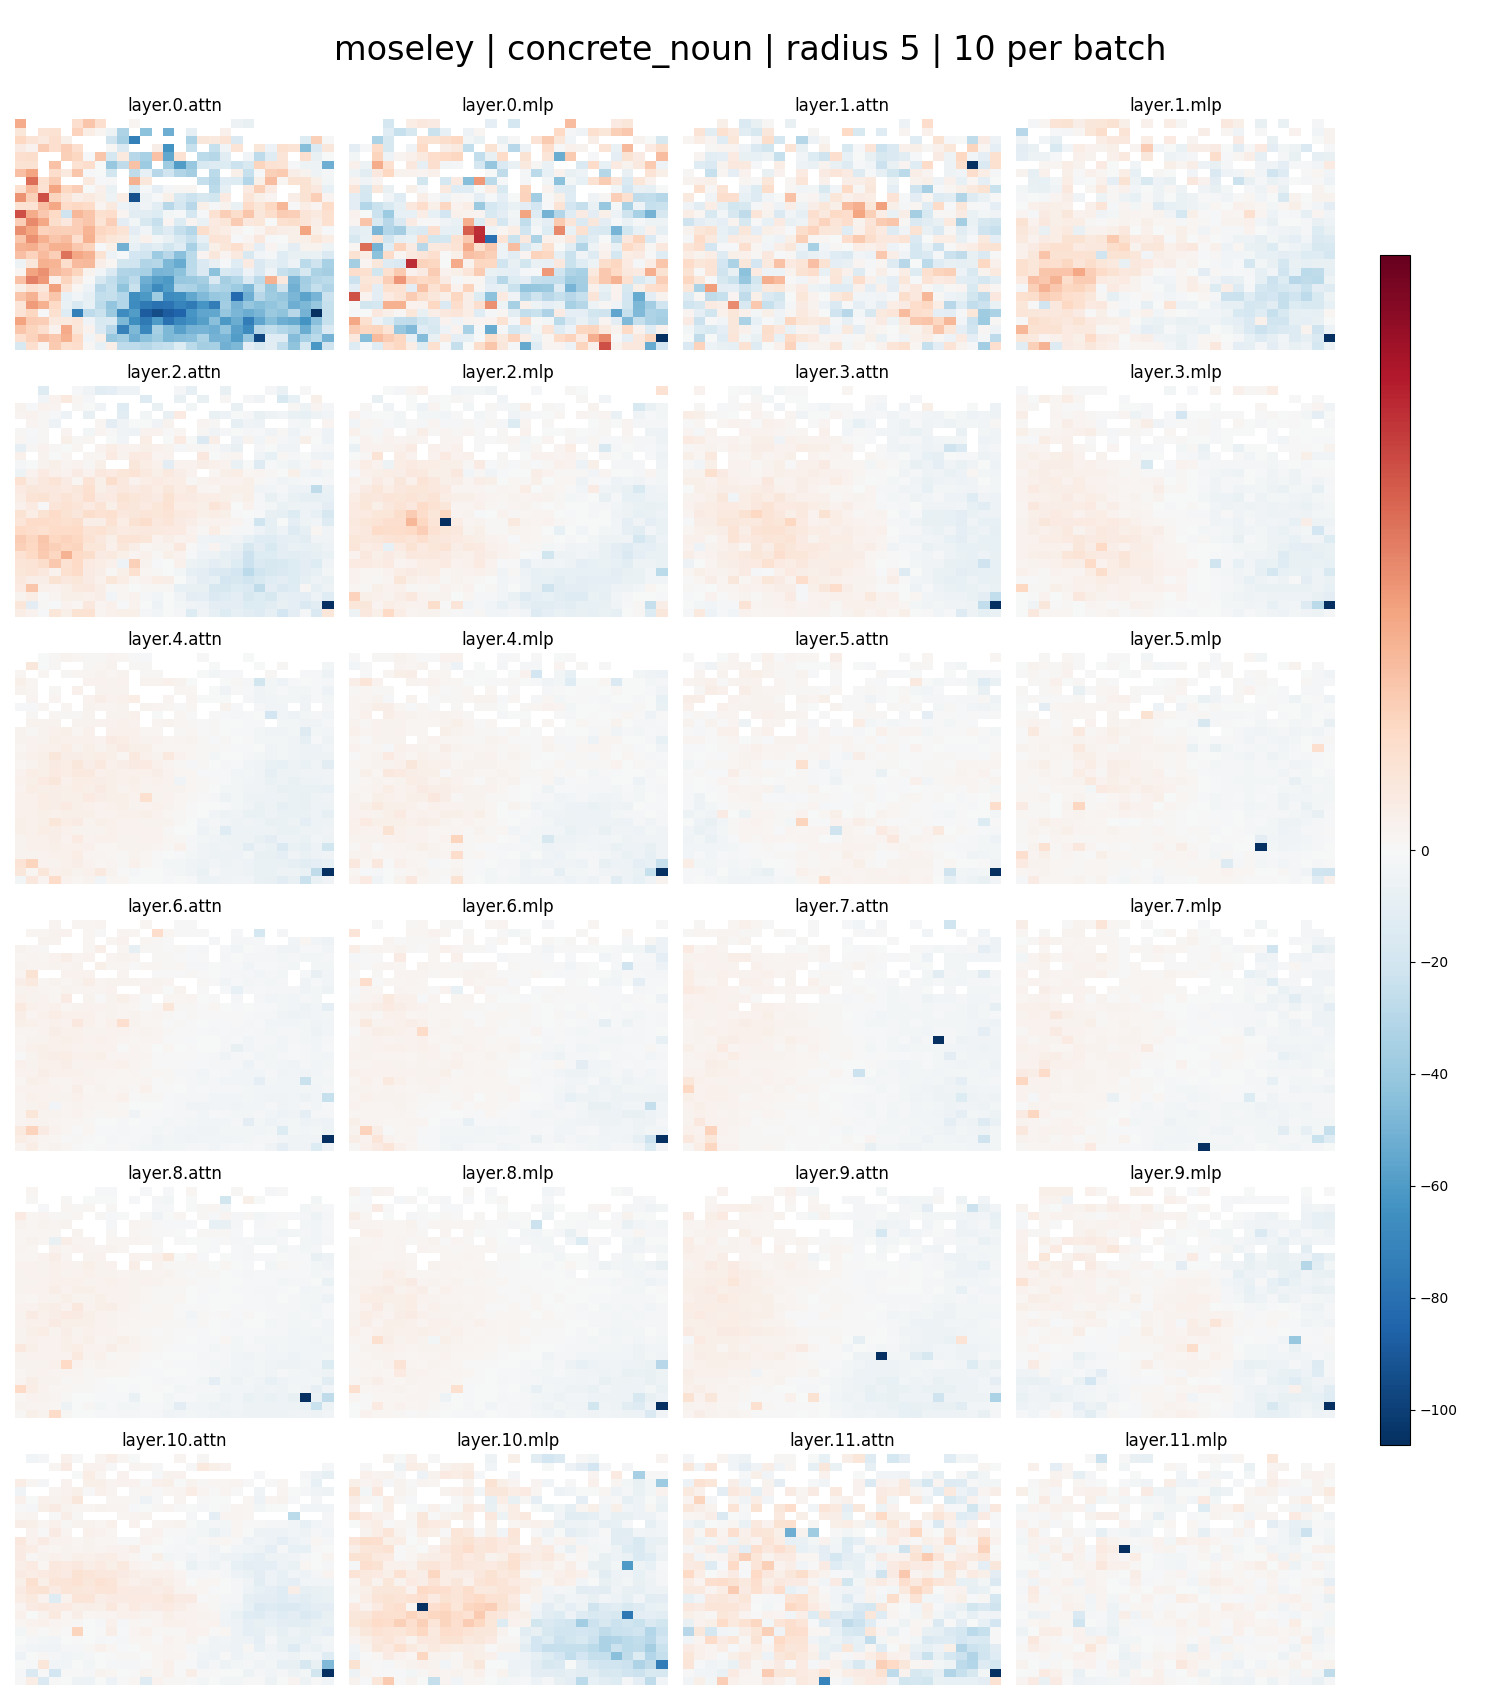 moseley | concrete_noun | radius 5 | 10 per batch
layer.0.attn
layer.0.mlp
layer.1.attn
layer.1.mlp
layer.2.attn
layer.2.mlp
layer.3.attn
layer.3.mlp
layer.4.attn
layer.4.mlp
layer.5.attn
layer.5.mlp
layer.6.attn
layer.6.mlp
layer.7.attn
layer.7.mlp
layer.8.attn
layer.8.mlp
layer.9.attn
layer.9.mlp
layer.10.attn
layer.10.mlp
layer.11.attn
layer.11.mlp
0
−20
−40
−60
−80
−100